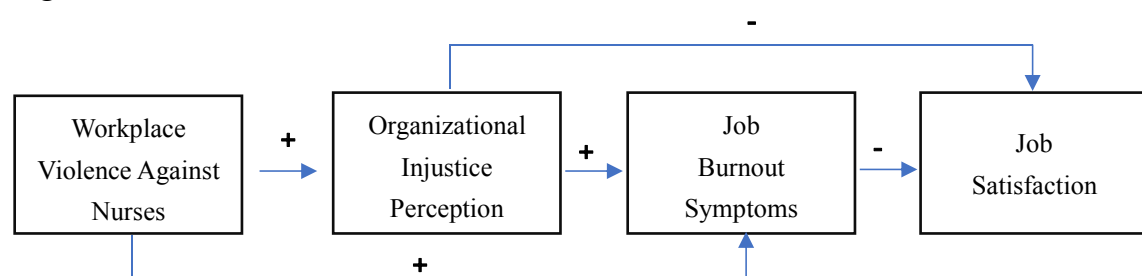 -
Workplace
Violence Against
Nurses
+
Organizational
Injustice
Perception
+
Job
Burnout
Symptoms
-
Job
Satisfaction
+